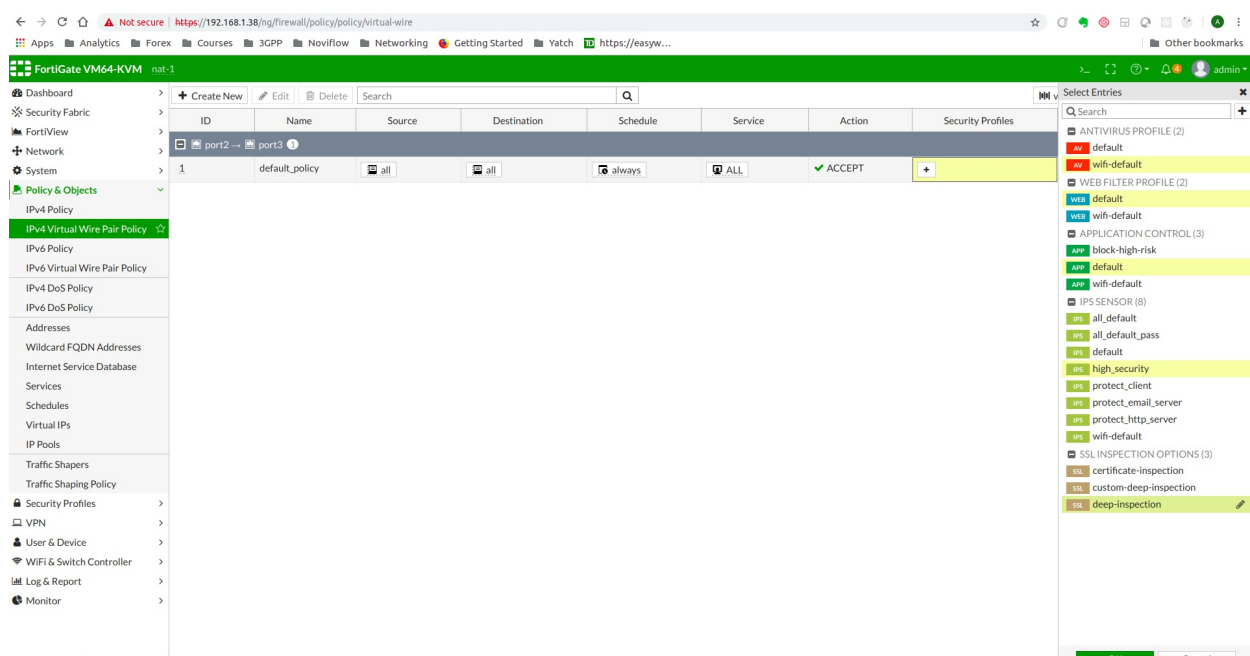 Not secure https://192.168.1.38/ng/firewall/policy/policy/virtual-wire
Apps Analytics Forex Courses 3GPP Noviflow Networking Getting Started Yatch TD https://easyw... Other bookmarks
FortiGate VM64-KVM nat-1 >_ ? 4 admin
Dashboard
Security Fabric
FortiView
Network
System
Policy & Objects
IPv4 Policy
IPv4 Virtual Wire Pair Policy
IPv6 Policy
IPv6 Virtual Wire Pair Policy
IPv4 DoS Policy
IPv6 DoS Policy
Addresses
Wildcard FQDN Addresses
Internet Service Database
Services
Schedules
Virtual IPs
IP Pools
Traffic Shapers
Traffic Shaping Policy
Security Profiles
VPN
User & Device
WiFi & Switch Controller
Log & Report
Monitor
+ Create New Edit Delete Search
ID Name Source Destination Schedule Service Action Security Profiles
port2 → port3 1
1 default_policy all all always ALL ACCEPT +
Select Entries
Search +
ANTIVIRUS PROFILE (2)
AV default
AV wifi-default
WEB FILTER PROFILE (2)
WEB default
WEB wifi-default
APPLICATION CONTROL (3)
APP block-high-risk
APP default
APP wifi-default
IPS SENSOR (8)
IPS all_default
IPS all_default_pass
IPS default
IPS high_security
IPS protect_client
IPS protect_email_server
IPS protect_http_server
IPS wifi-default
SSL INSPECTION OPTIONS (3)
SSL certificate-inspection
SSL custom-deep-inspection
SSL deep-inspection